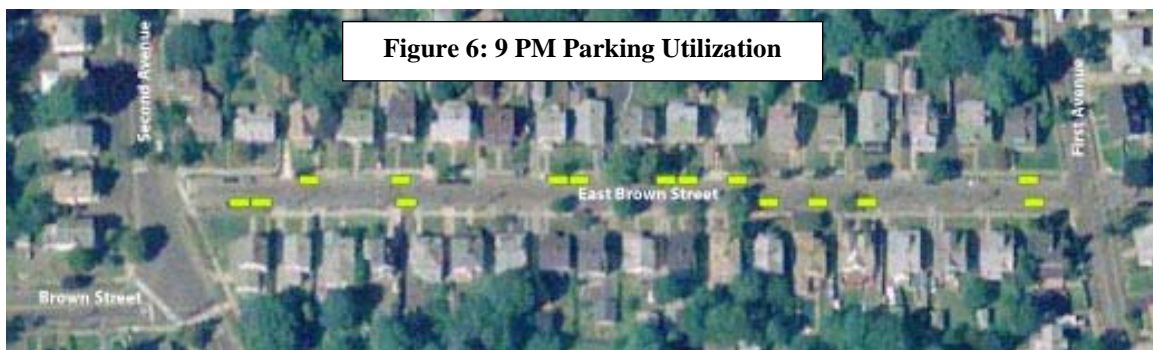 Figure 6: 9 PM Parking Utilization
Second Avenue
First Avenue
East Brown Street
Brown Street